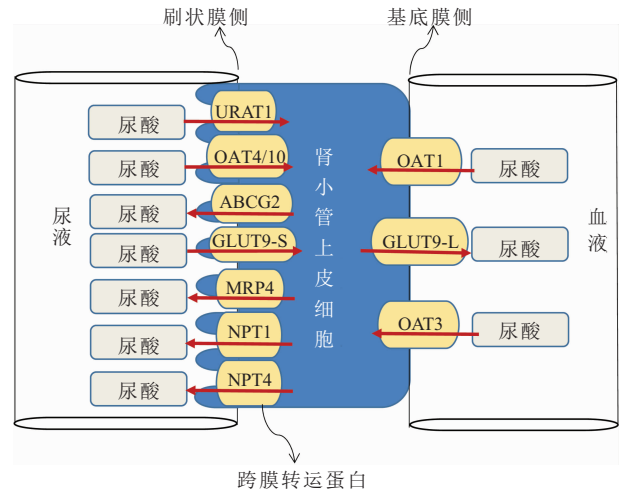 刷状膜侧
基底膜侧
尿酸
URAT1
尿酸
OAT4/10
尿酸
ABCG2
尿酸
GLUT9-S
尿酸
MRP4
尿酸
NPT1
尿酸
NPT4
尿液
肾小管上皮细胞
OAT1
尿酸
GLUT9-L
尿酸
OAT3
尿酸
血液
跨膜转运蛋白